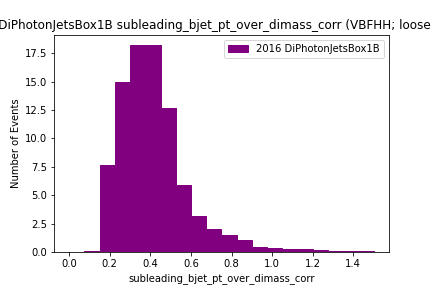 DiPhotonJetsBox1B subleading_bjet_pt_over_dimass_corr (VBFHH; loose
2016 DiPhotonJetsBox1B
Number of Events
17.5
15.0
12.5
10.0
7.5
5.0
2.5
0.0
0.0 0.2 0.4 0.6 0.8 1.0 1.2 1.4
subleading_bjet_pt_over_dimass_corr